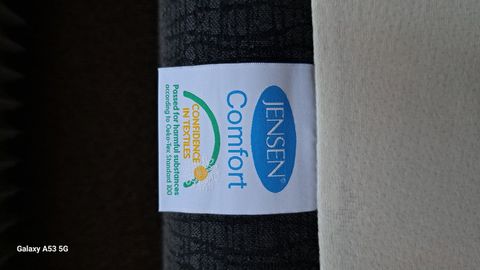 JENSEN®
Comfort
CONFIDENCE
IN TEXTILES
Passed for harmful substances
according to Oeko-Tex Standard 100
Galaxy A53 5G